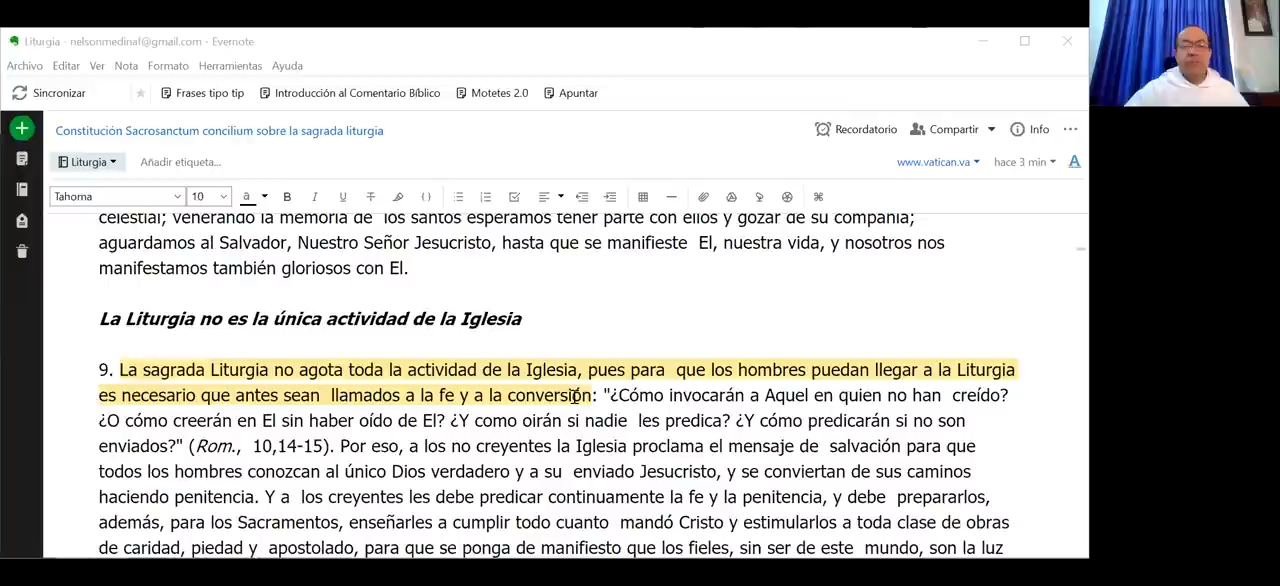 Liturgia - nelsonmedinaf@gmail.com - Evernote
Archivo Editar Ver Nota Formato Herramientas Ayuda
Sincronizar Frases tipo tip Introducción al Comentario Bíblico Motetes 2.0 Apuntar
Constitución Sacrosanctum concilium sobre la sagrada liturgia Recordatorio Compartir Info
Liturgia Añadir etiqueta... www.vatican.va hace 3 min
Tahoma 10
celestial; venerando la memoria de los santos esperamos tener parte con ellos y gozar de su compañía;
aguardamos al Salvador, Nuestro Señor Jesucristo, hasta que se manifieste El, nuestra vida, y nosotros nos
manifestamos también gloriosos con El.
La Liturgia no es la única actividad de la Iglesia
9. La sagrada Liturgia no agota toda la actividad de la Iglesia, pues para que los hombres puedan llegar a la Liturgia
es necesario que antes sean llamados a la fe y a la conversión: "¿Cómo invocarán a Aquel en quien no han creído?
¿O cómo creerán en El sin haber oído de El? ¿Y como oirán si nadie les predica? ¿Y cómo predicarán si no son
enviados?" (Rom., 10,14-15). Por eso, a los no creyentes la Iglesia proclama el mensaje de salvación para que
todos los hombres conozcan al único Dios verdadero y a su enviado Jesucristo, y se conviertan de sus caminos
haciendo penitencia. Y a los creyentes les debe predicar continuamente la fe y la penitencia, y debe prepararlos,
además, para los Sacramentos, enseñarles a cumplir todo cuanto mandó Cristo y estimularlos a toda clase de obras
de caridad, piedad y apostolado, para que se ponga de manifiesto que los fieles, sin ser de este mundo, son la luz